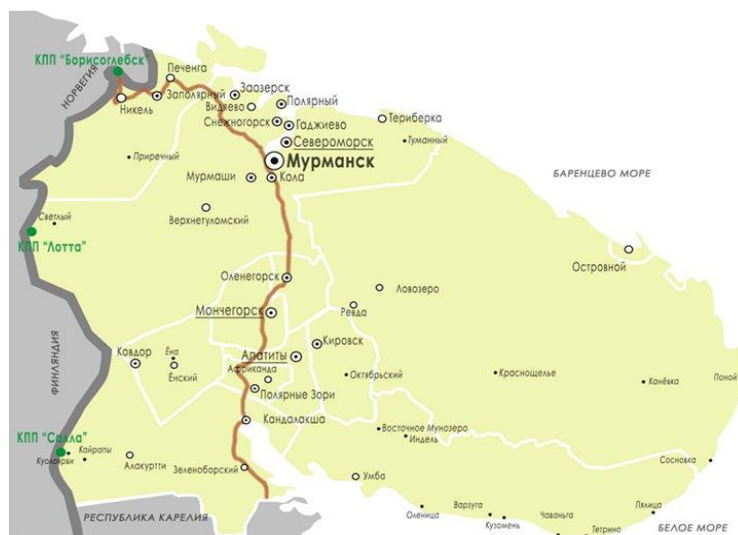 КПП "Борисоглебск"
Печенга
НОРВЕГИЯ
Заозерск
Заполярный
Полярный
Никель
Видяево
Снежногорск
Гаджиево
Териберка
Североморск
Туманный
Приречный
Мурманск
БАРЕНЦЕВО МОРЕ
Мурмаши
Кола
Светлый
Верхнетуломский
КПП "Лотта"
Островной
Оленегорск
Ловозеро
Мончегорск
Ревда
ФИНЛЯНДИЯ
Ковдор
Ёна
Апатиты
Кировск
Ёнский
Африканда
Октябрьский
Краснощелье
Канёвка
Поной
Полярные Зори
Кандалакша
Восточное Мунозеро
Индель
КПП "Салла"
Кайралы
Куолаярви
Алакуртти
Зеленоборский
Умба
Сосновка
Оленица
Варзуга
Кузомень
Чаваньга
Тетрино
Пялица
РЕСПУБЛИКА КАРЕЛИЯ
БЕЛОЕ МОРЕ